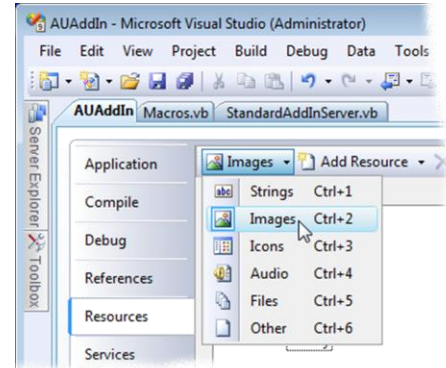 AUAddIn - Microsoft Visual Studio (Administrator)
File Edit View Project Build Debug Data Tools
AUAddIn Macros.vb StandardAddInServer.vb
Server Explorer
Toolbox
Application
Compile
Debug
References
Resources
Services
Images Add Resource
abc Strings Ctrl+1
Images Ctrl+2
Icons Ctrl+3
Audio Ctrl+4
Files Ctrl+5
Other Ctrl+6